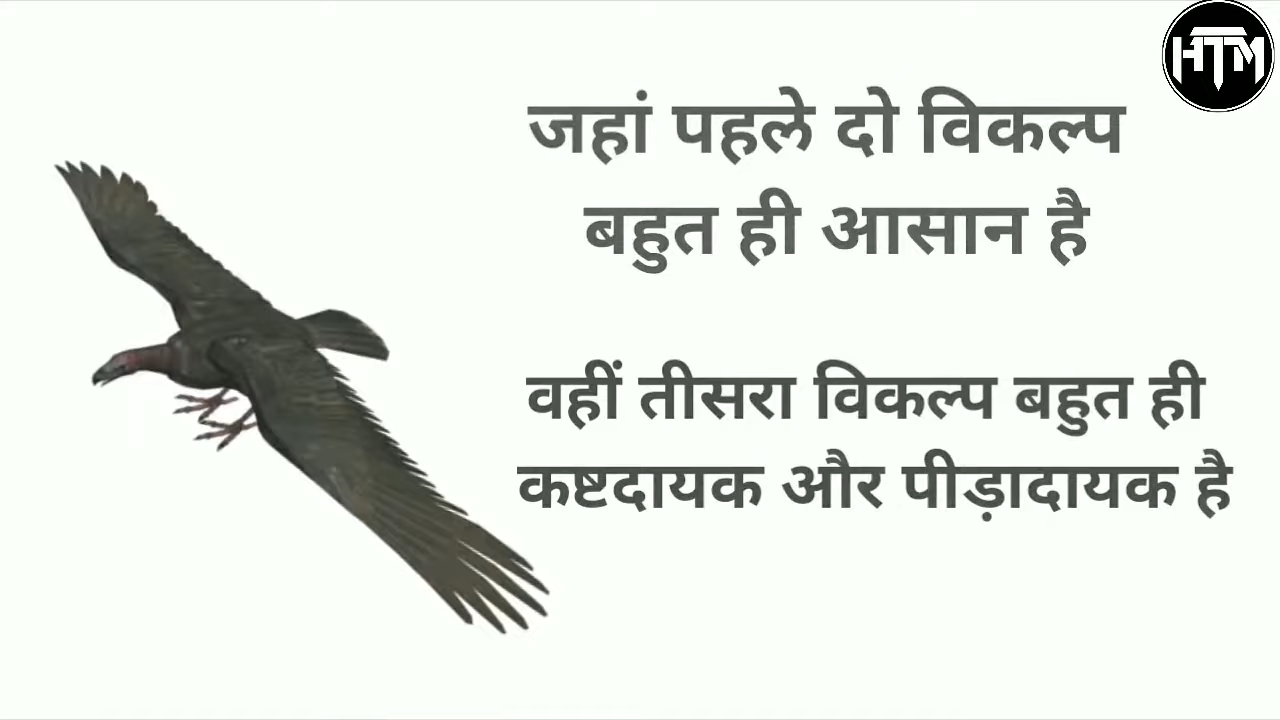 HTM
जहां पहले दो विकल्प
बहुत ही आसान है
वहीं तीसरा विकल्प बहुत ही
कष्टदायक और पीड़ादायक है